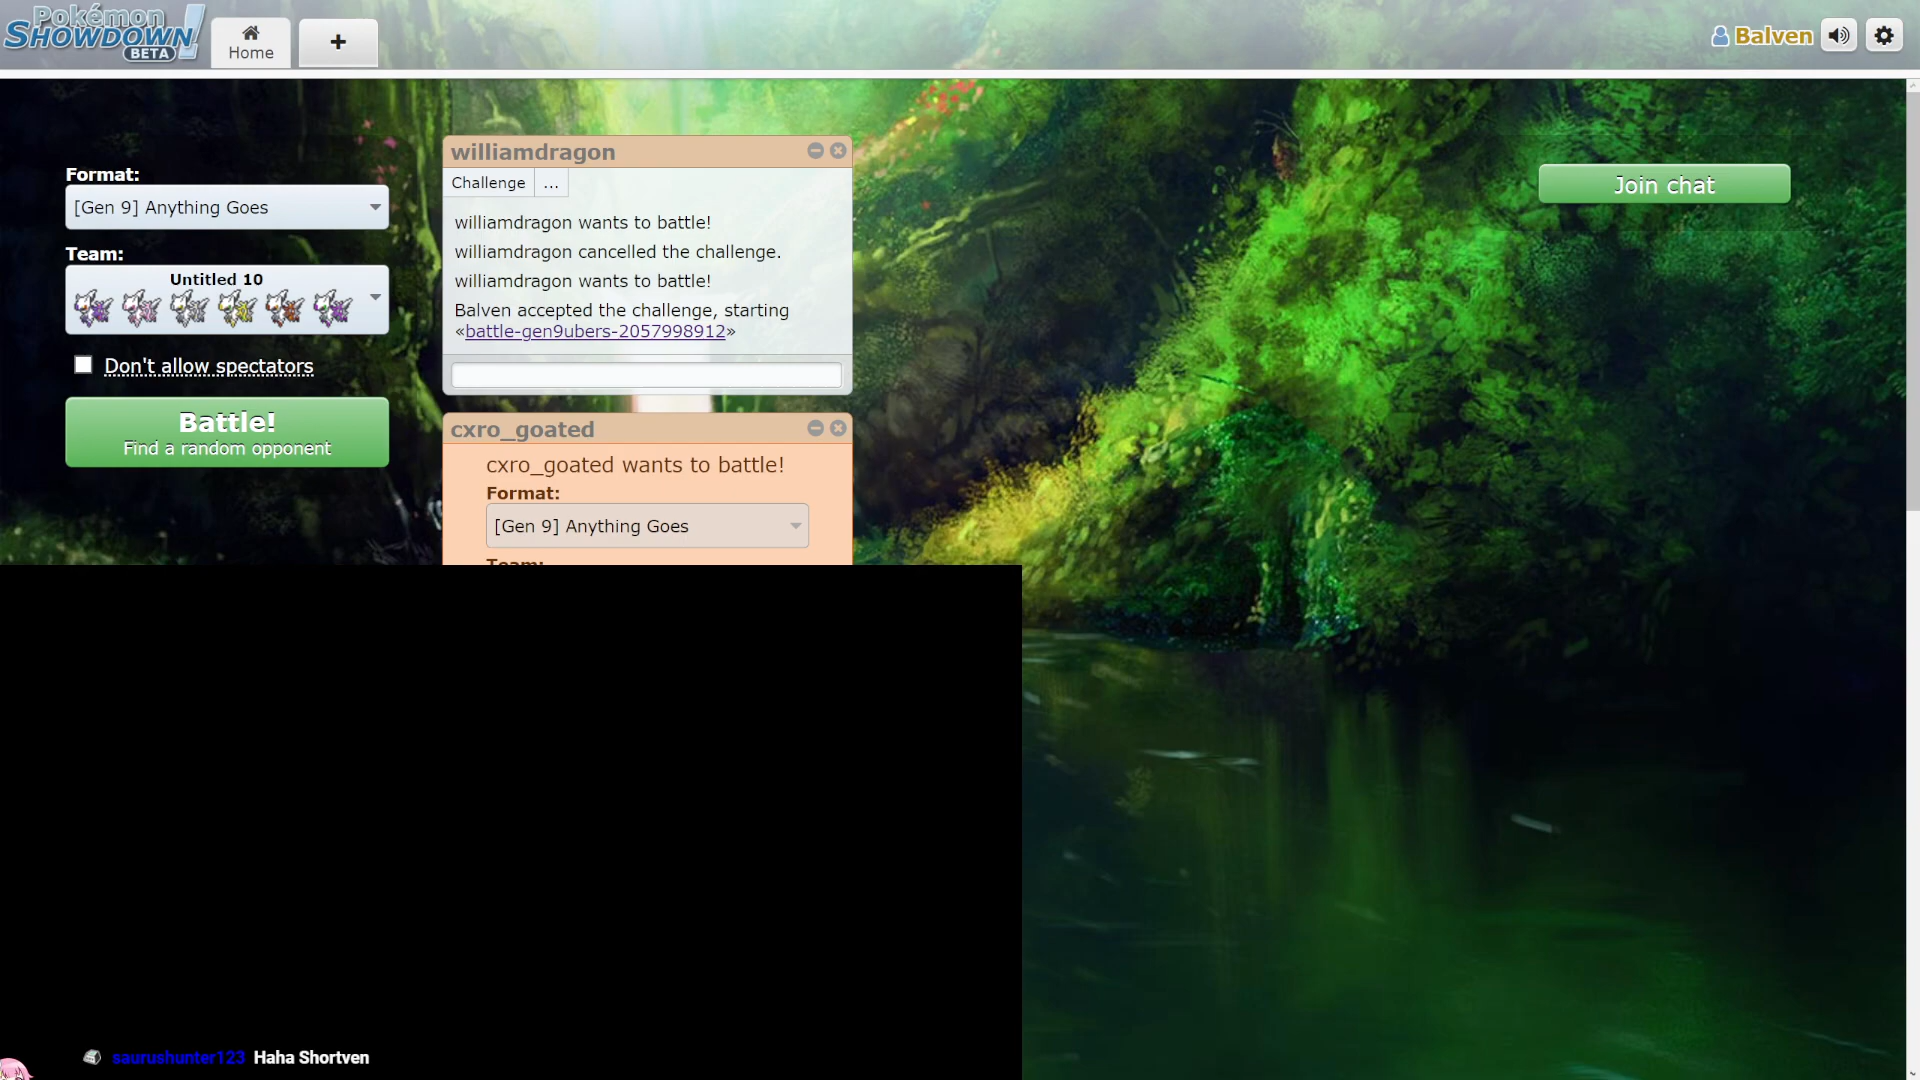 Pokémon
SHOWDOWN!
BETA
Home
+
Balven
Format:
[Gen 9] Anything Goes
Team:
Untitled 10
Don't allow spectators
Battle!
Find a random opponent
williamdragon
Challenge ...
williamdragon wants to battle!
williamdragon cancelled the challenge.
williamdragon wants to battle!
Balven accepted the challenge, starting
«battle-gen9ubers-2057998912»
cxro_goated
cxro_goated wants to battle!
Format:
[Gen 9] Anything Goes
Team:
Join chat
saurushunter123 Haha Shortven